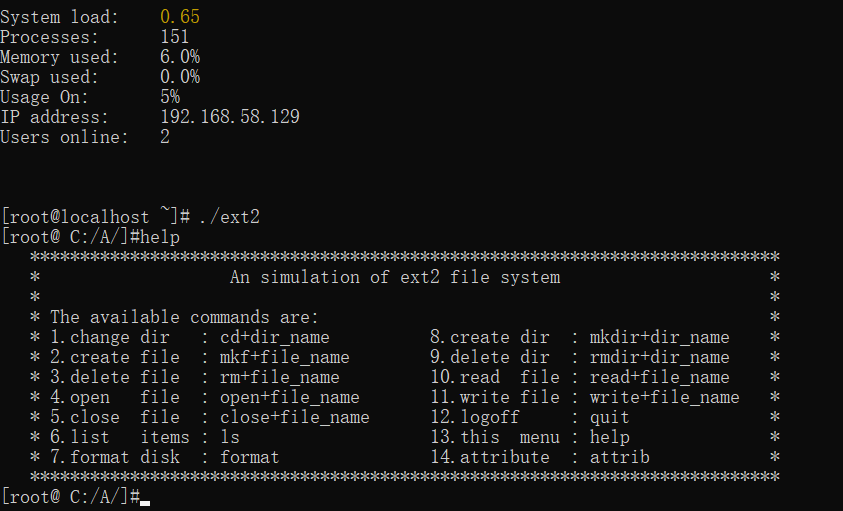 System load:    0.65
Processes:      151
Memory used:    6.0%
Swap used:      0.0%
Usage On:       5%
IP address:     192.168.58.129
Users online:   2
[root@localhost ~]# ./ext2
[root@ C:/A/]#help
   ***************************************************************************
   *                   An simulation of ext2 file system                     *
   *                                                                         *
   * The available commands are:                                             *
   * 1.change dir   : cd+dir_name          8.create dir  : mkdir+dir_name    *
   * 2.create file  : mkf+file_name        9.delete dir  : rmdir+dir_name    *
   * 3.delete file  : rm+file_name         10.read  file : read+file_name    *
   * 4.open   file  : open+file_name       11.write file : write+file_name   *
   * 5.close  file  : close+file_name      12.logoff     : quit              *
   * 6.list   items : ls                   13.this  menu : help              *
   * 7.format disk  : format               14.attribute  : attrib            *
   ***************************************************************************
[root@ C:/A/]#